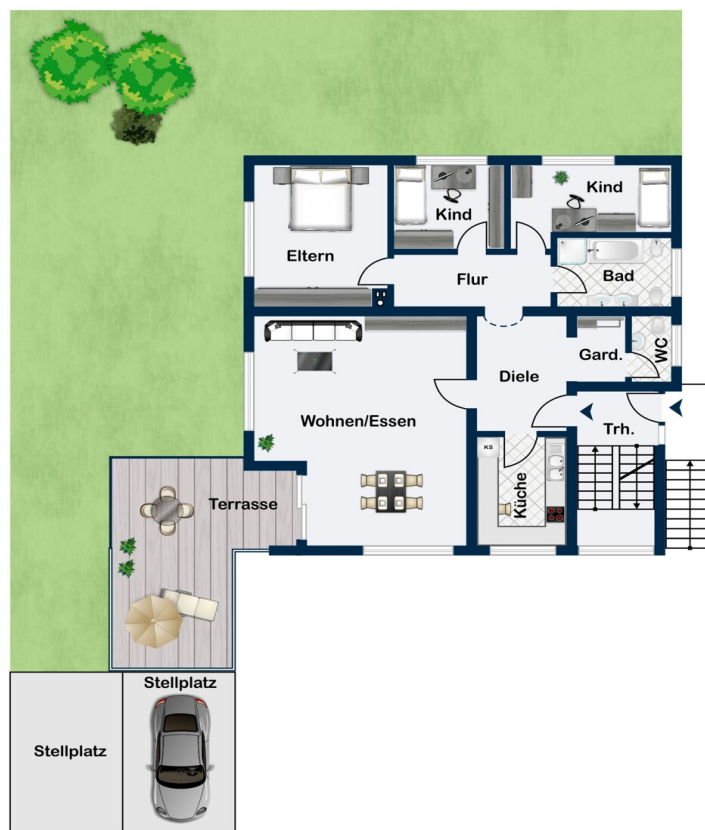 Kind
Kind
Eltern
Flur
Bad
Gard.
WC
Diele
Wohnen/Essen
Trh.
KS
Küche
Terrasse
Stellplatz
Stellplatz